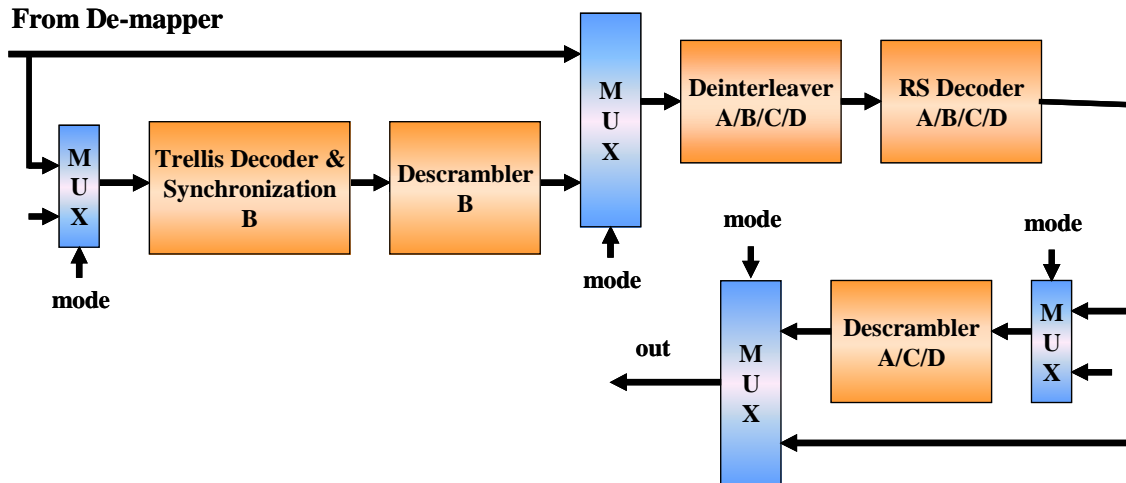 From De-mapper
M
U
X
Trellis Decoder &
Synchronization
B
Descrambler
B
mode
M
U
X
mode
Deinterleaver
A/B/C/D
RS Decoder
A/B/C/D
mode
M
U
X
Descrambler
A/C/D
mode
M
U
X
out